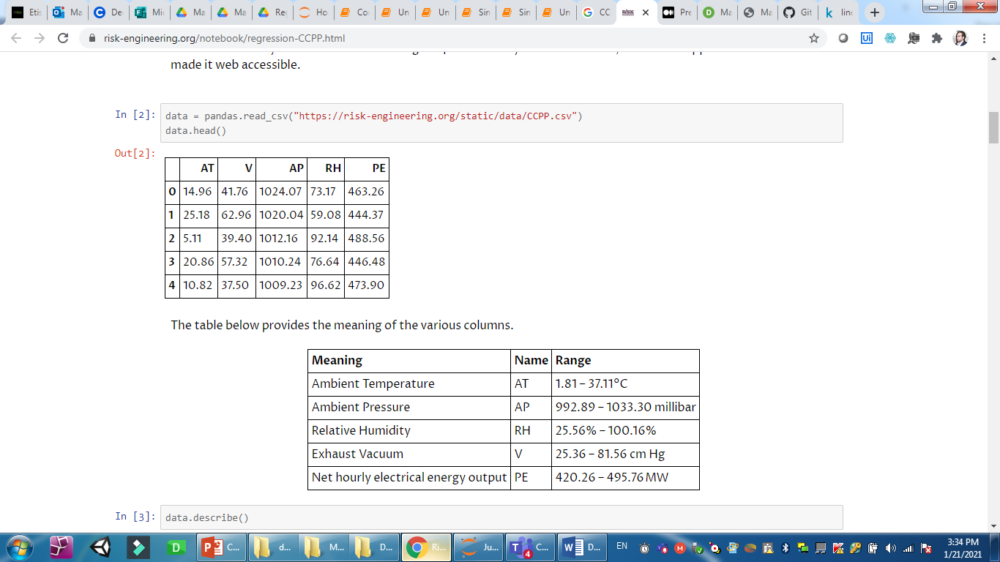 Etis
Ma
De
Mic
Ma
Ma
Re
Ho
Co
Un
Un
Sin
Sin
Un
CC
RISK
Pre
Ma
Ma
Git
line
risk-engineering.org/notebook/regression-CCPP.html
made it web accessible.
In [2]: data = pandas.read_csv("https://risk-engineering.org/static/data/CCPP.csv")
data.head()
Out[2]:
AT V AP RH PE
0 14.96 41.76 1024.07 73.17 463.26
1 25.18 62.96 1020.04 59.08 444.37
2 5.11 39.40 1012.16 92.14 488.56
3 20.86 57.32 1010.24 76.64 446.48
4 10.82 37.50 1009.23 96.62 473.90
The table below provides the meaning of the various columns.
Meaning Name Range
Ambient Temperature AT 1.81 – 37.11°C
Ambient Pressure AP 992.89 – 1033.30 millibar
Relative Humidity RH 25.56% – 100.16%
Exhaust Vacuum V 25.36 – 81.56 cm Hg
Net hourly electrical energy output PE 420.26 – 495.76 MW
In [3]: data.describe()
C...
d...
M...
D...
Ri...
Ju...
C...
D...
EN
3:34 PM
1/21/2021